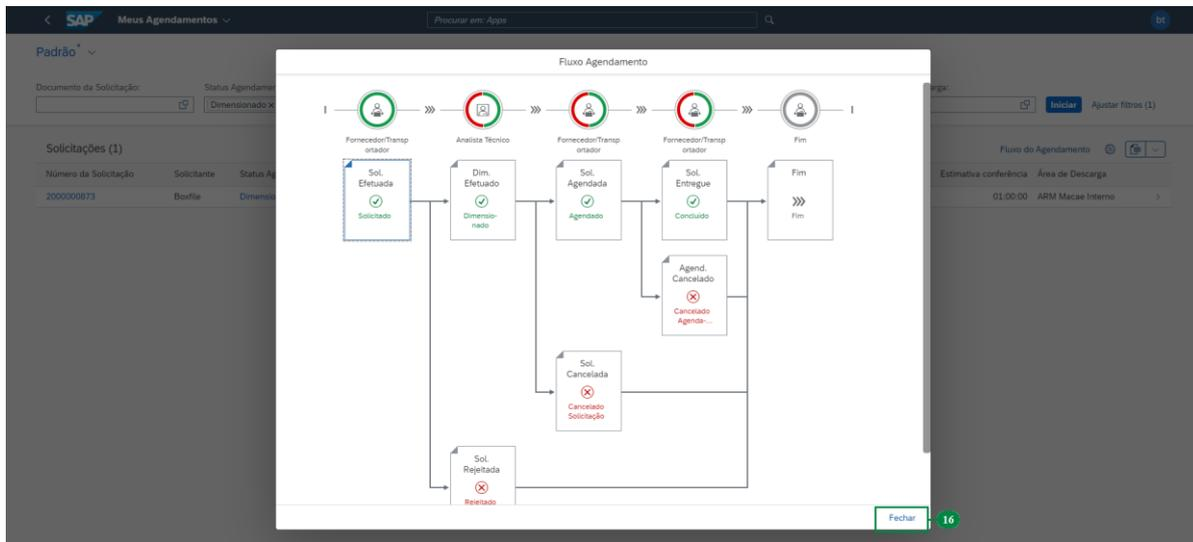 SAP Meus Agendamentos
Procurar em: Apps
bt
Padrão*
Documento da Solicitação:
Status Agendamen
arga:
Dimensionado ×
Iniciar
Ajustar filtros (1)
Solicitações (1)
Fluxo do Agendamento
Número da Solicitação Solicitante Status Ag Estimativa conferência Área de Descarga
2000000873 Boxfile Dimensio 01:00:00 ARM Macae Interno
Fluxo Agendamento
Fornecedor/Transp
ortador
Analista Técnico
Fornecedor/Transp
ortador
Fornecedor/Transp
ortador
Fim
Sol.
Efetuada
Solicitado
Dim.
Efetuado
Dimensio-
nado
Sol.
Agendada
Agendado
Sol.
Entregue
Concluído
Fim
Fim
Agend.
Cancelado
Cancelado
Agenda-...
Sol.
Cancelada
Cancelado
Solicitação
Sol.
Rejeitada
Rejeitado
Fechar
16